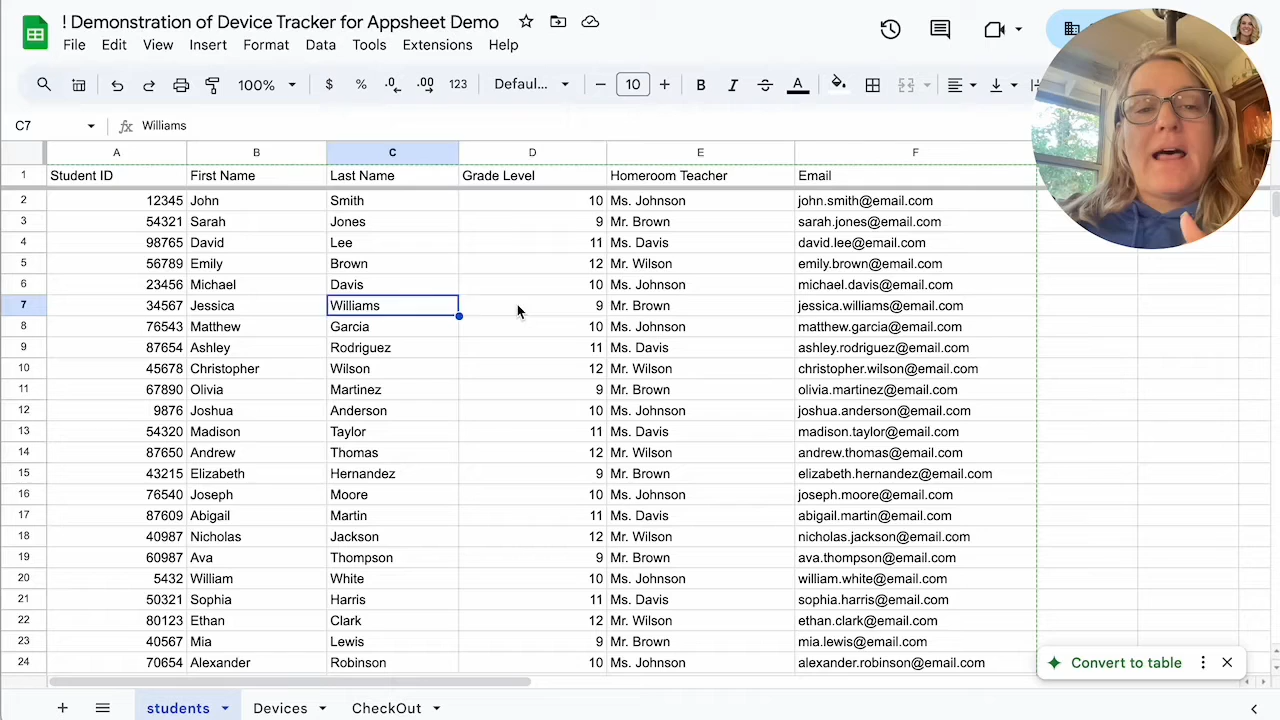 ! Demonstration of Device Tracker for Appsheet Demo
File Edit View Insert Format Data Tools Extensions Help
100% $ % .0 .00 123 Defaul... 10 B I A
C7 fx Williams
A B C D E F
1 Student ID First Name Last Name Grade Level Homeroom Teacher Email
2 12345 John Smith 10 Ms. Johnson john.smith@email.com
3 54321 Sarah Jones 9 Mr. Brown sarah.jones@email.com
4 98765 David Lee 11 Ms. Davis david.lee@email.com
5 56789 Emily Brown 12 Mr. Wilson emily.brown@email.com
6 23456 Michael Davis 10 Ms. Johnson michael.davis@email.com
7 34567 Jessica Williams 9 Mr. Brown jessica.williams@email.com
8 76543 Matthew Garcia 10 Ms. Johnson matthew.garcia@email.com
9 87654 Ashley Rodriguez 11 Ms. Davis ashley.rodriguez@email.com
10 45678 Christopher Wilson 12 Mr. Wilson christopher.wilson@email.com
11 67890 Olivia Martinez 9 Mr. Brown olivia.martinez@email.com
12 9876 Joshua Anderson 10 Ms. Johnson joshua.anderson@email.com
13 54320 Madison Taylor 11 Ms. Davis madison.taylor@email.com
14 87650 Andrew Thomas 12 Mr. Wilson andrew.thomas@email.com
15 43215 Elizabeth Hernandez 9 Mr. Brown elizabeth.hernandez@email.com
16 76540 Joseph Moore 10 Ms. Johnson joseph.moore@email.com
17 87609 Abigail Martin 11 Ms. Davis abigail.martin@email.com
18 40987 Nicholas Jackson 12 Mr. Wilson nicholas.jackson@email.com
19 60987 Ava Thompson 9 Mr. Brown ava.thompson@email.com
20 5432 William White 10 Ms. Johnson william.white@email.com
21 50321 Sophia Harris 11 Ms. Davis sophia.harris@email.com
22 80123 Ethan Clark 12 Mr. Wilson ethan.clark@email.com
23 40567 Mia Lewis 9 Mr. Brown mia.lewis@email.com
24 70654 Alexander Robinson 10 Ms. Johnson alexander.robinson@email.com
Convert to table
students Devices CheckOut